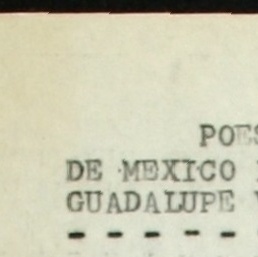 POES
DE MEXICO
GUADALUPE
- - - - -